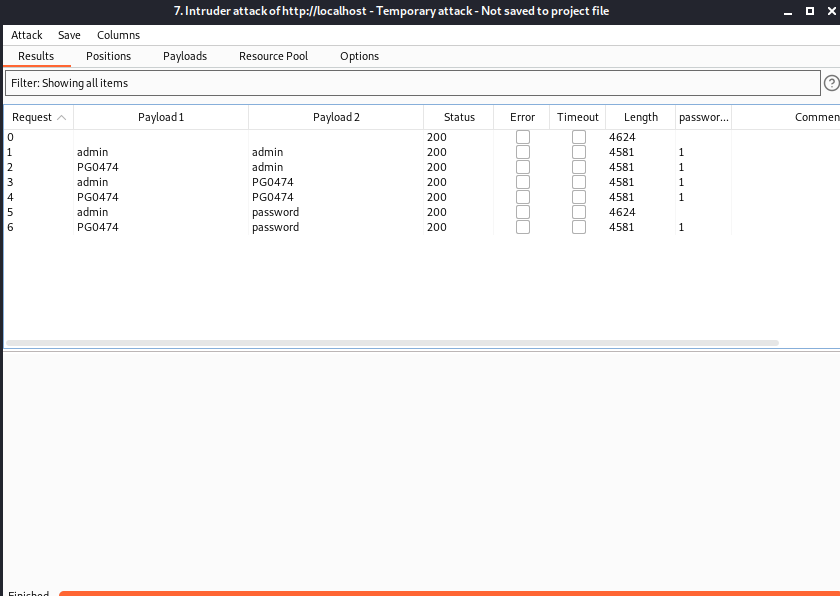 7. Intruder attack of http://localhost - Temporary attack - Not saved to project file
Attack Save Columns
Results Positions Payloads Resource Pool Options
Filter: Showing all items
?
Request Payload 1 Payload 2 Status Error Timeout Length passwor... Commen
0 200 4624
1 admin admin 200 4581 1
2 PG0474 admin 200 4581 1
3 admin PG0474 200 4581 1
4 PG0474 PG0474 200 4581 1
5 admin password 200 4624
6 PG0474 password 200 4581 1
Finished